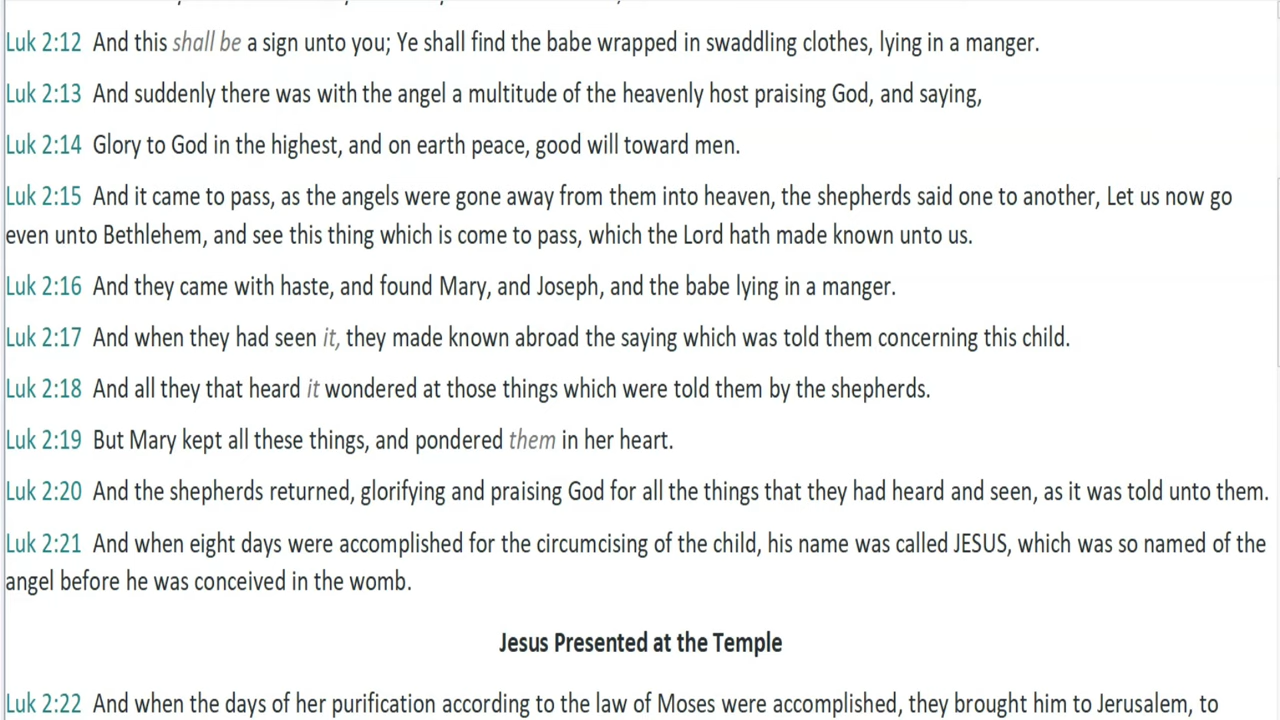 Luk 2:12 And this shall be a sign unto you; Ye shall find the babe wrapped in swaddling clothes, lying in a manger.
Luk 2:13 And suddenly there was with the angel a multitude of the heavenly host praising God, and saying,
Luk 2:14 Glory to God in the highest, and on earth peace, good will toward men.
Luk 2:15 And it came to pass, as the angels were gone away from them into heaven, the shepherds said one to another, Let us now go
even unto Bethlehem, and see this thing which is come to pass, which the Lord hath made known unto us.
Luk 2:16 And they came with haste, and found Mary, and Joseph, and the babe lying in a manger.
Luk 2:17 And when they had seen it, they made known abroad the saying which was told them concerning this child.
Luk 2:18 And all they that heard it wondered at those things which were told them by the shepherds.
Luk 2:19 But Mary kept all these things, and pondered them in her heart.
Luk 2:20 And the shepherds returned, glorifying and praising God for all the things that they had heard and seen, as it was told unto them.
Luk 2:21 And when eight days were accomplished for the circumcising of the child, his name was called JESUS, which was so named of the
angel before he was conceived in the womb.
Jesus Presented at the Temple
Luk 2:22 And when the days of her purification according to the law of Moses were accomplished, they brought him to Jerusalem, to